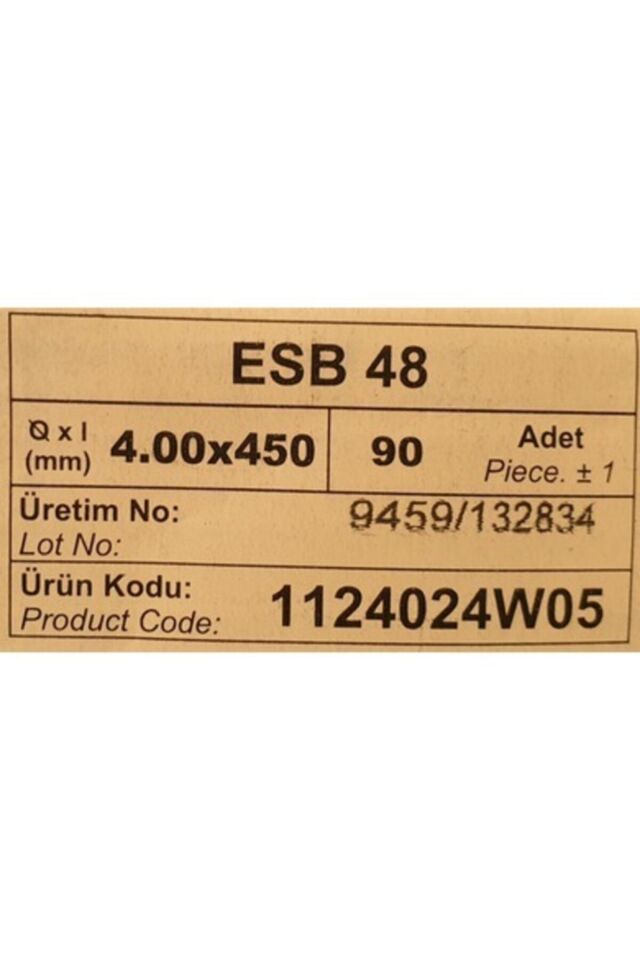 ESB 48
Ø x l 4.00x450 90 Adet
(mm) Piece. ± 1
Üretim No: 9459/132834
Lot No:
Ürün Kodu: 1124024W05
Product Code: